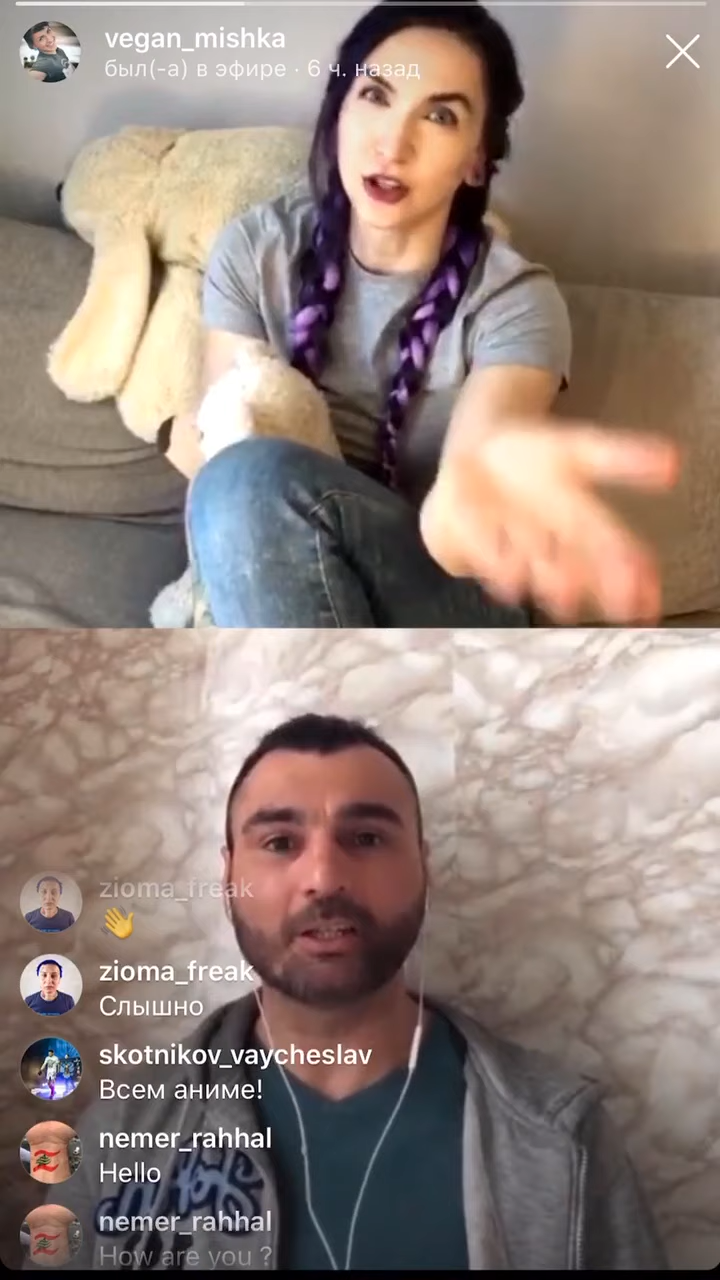 vegan_mishka
был(-а) в эфире · 6 ч. назад
zioma_freak
👋
zioma_freak
Слышно
skotnikov_vaycheslav
Всем аниме!
nemer_rahhal
Hello
nemer_rahhal
How are you ?